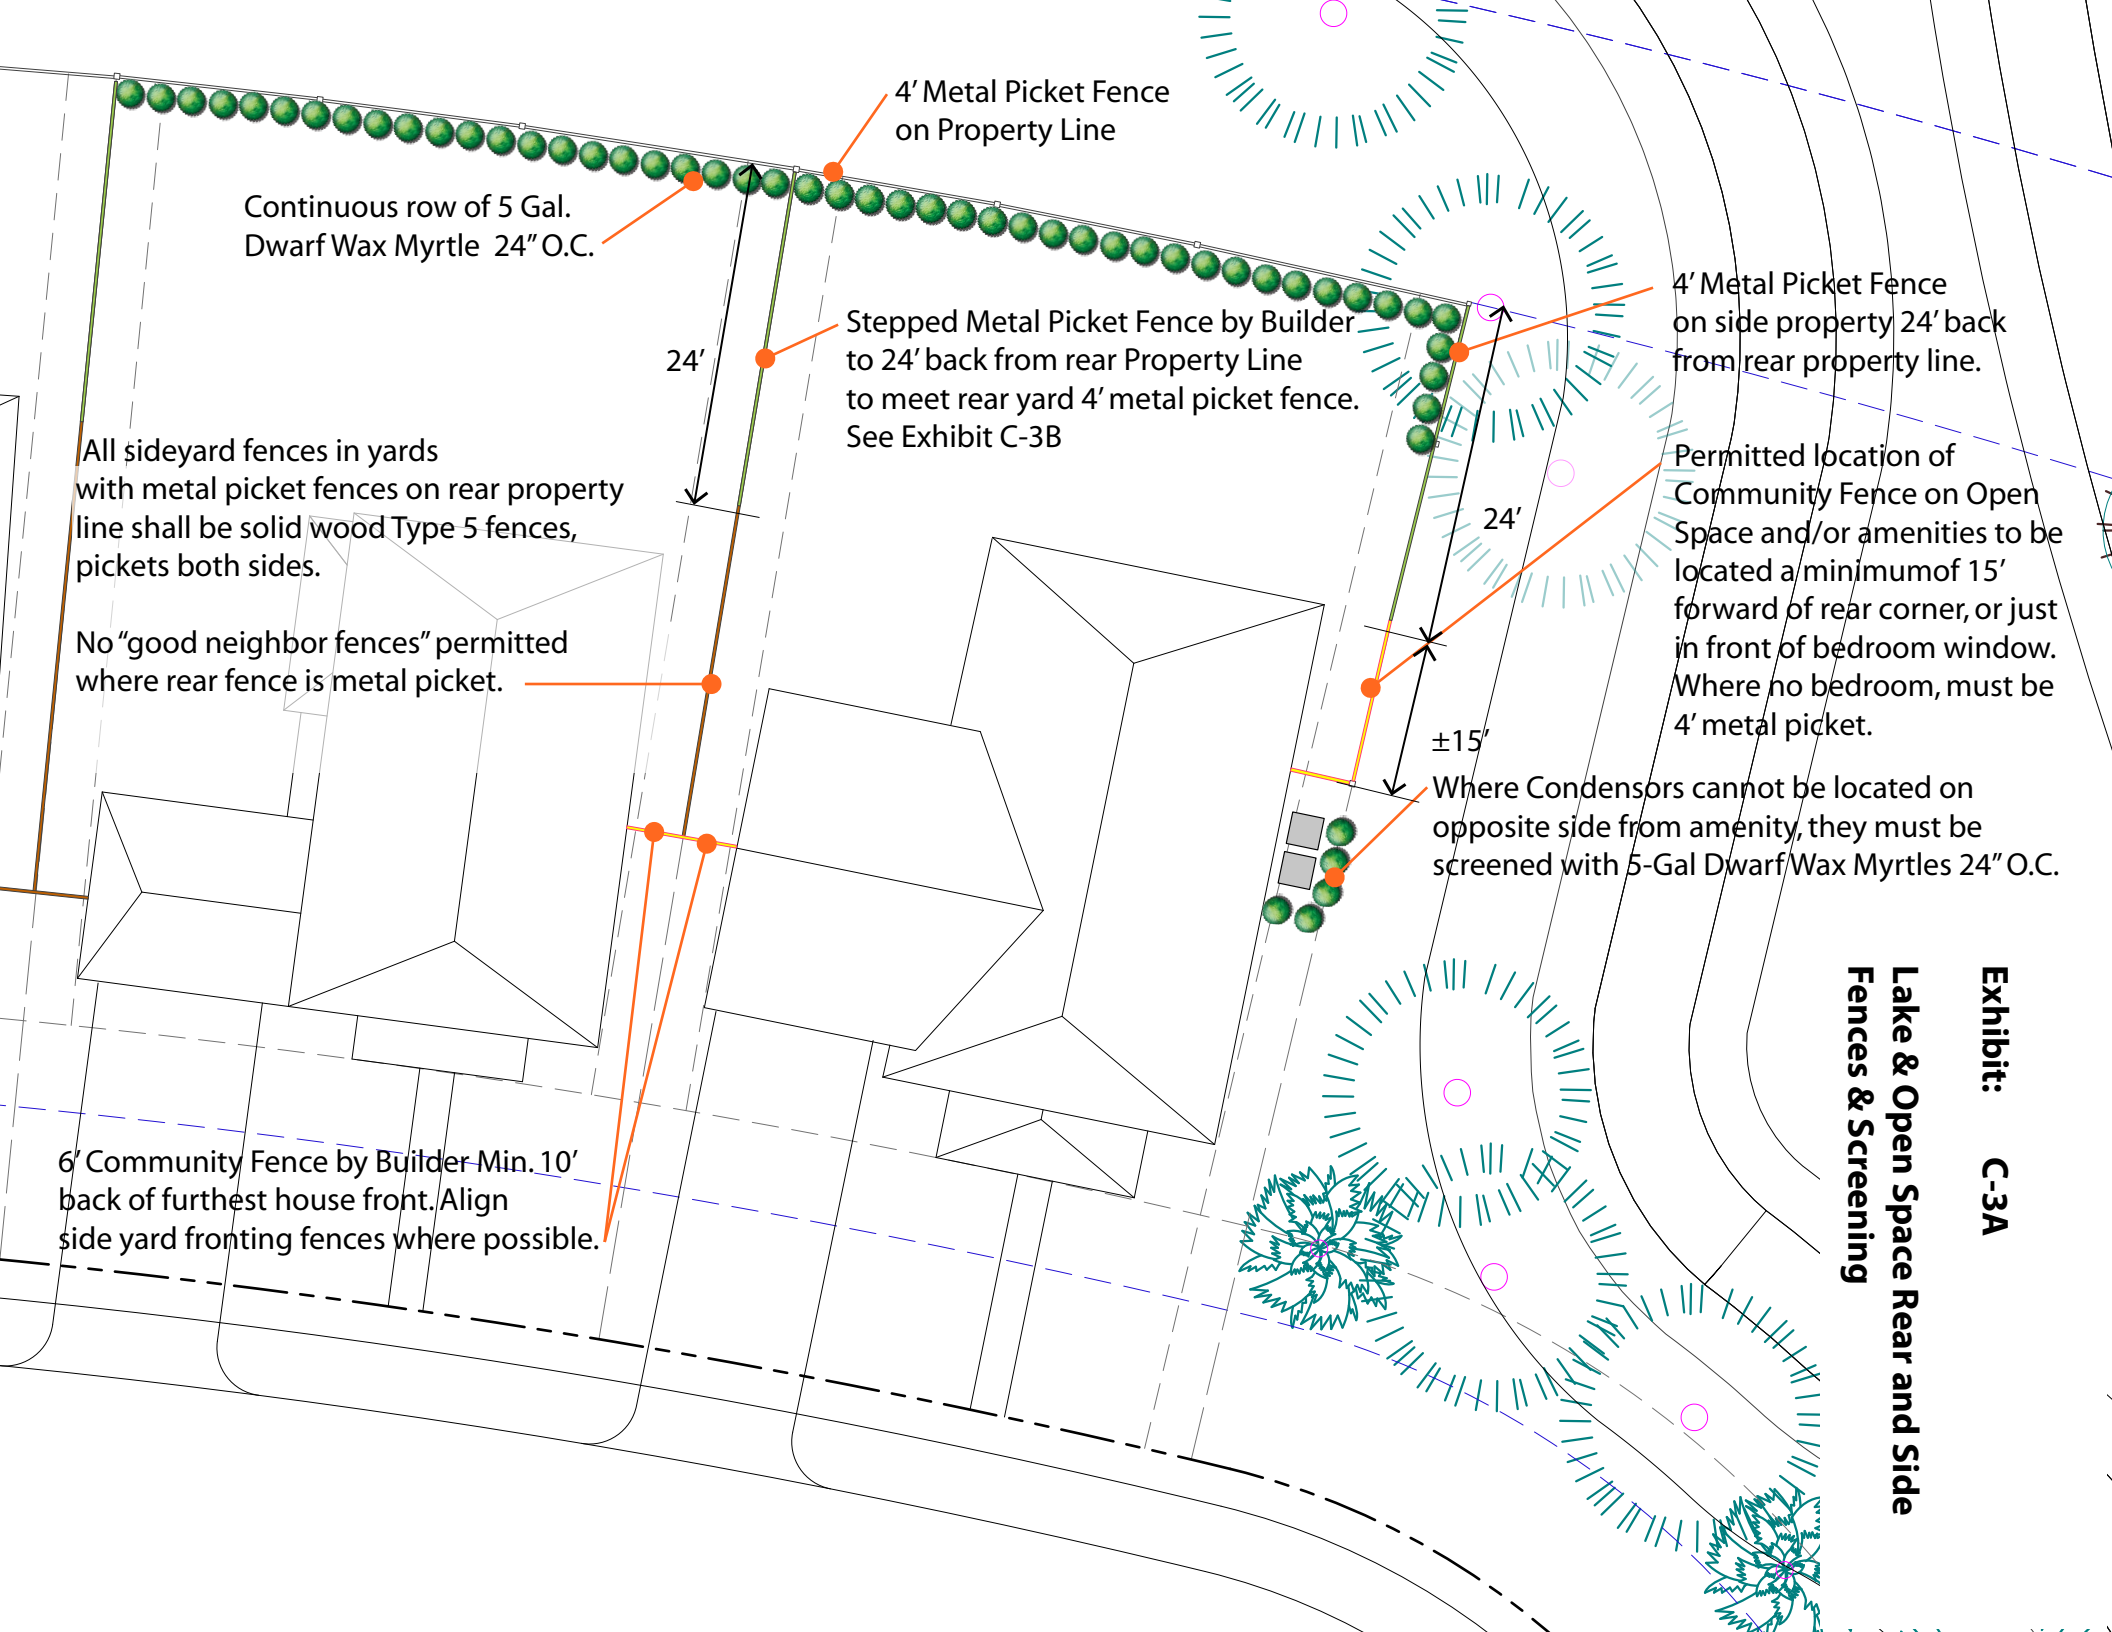 4’ Metal Picket Fence
on Property Line
Continuous row of 5 Gal.
Dwarf Wax Myrtle 24” O.C.
4’ Metal Picket Fence
on side property 24’ back
from rear property line.
24’
Stepped Metal Picket Fence by Builder
to 24’ back from rear Property Line
to meet rear yard 4’ metal picket fence.
See Exhibit C-3B
All sideyard fences in yards
with metal picket fences on rear property
line shall be solid wood Type 5 fences,
pickets both sides.
No “good neighbor fences” permitted
where rear fence is metal picket.
24’
Permitted location of
Community Fence on Open
Space and/or amenities to be
located a minimumof 15’
forward of rear corner, or just
in front of bedroom window.
Where no bedroom, must be
4’ metal picket.
±15’
Where Condensors cannot be located on
opposite side from amenity, they must be
screened with 5-Gal Dwarf Wax Myrtles 24” O.C.
6’ Community Fence by Builder Min. 10’
back of furthest house front. Align
side yard fronting fences where possible.
Exhibit: C-3A
Lake & Open Space Rear and Side
Fences & Screening